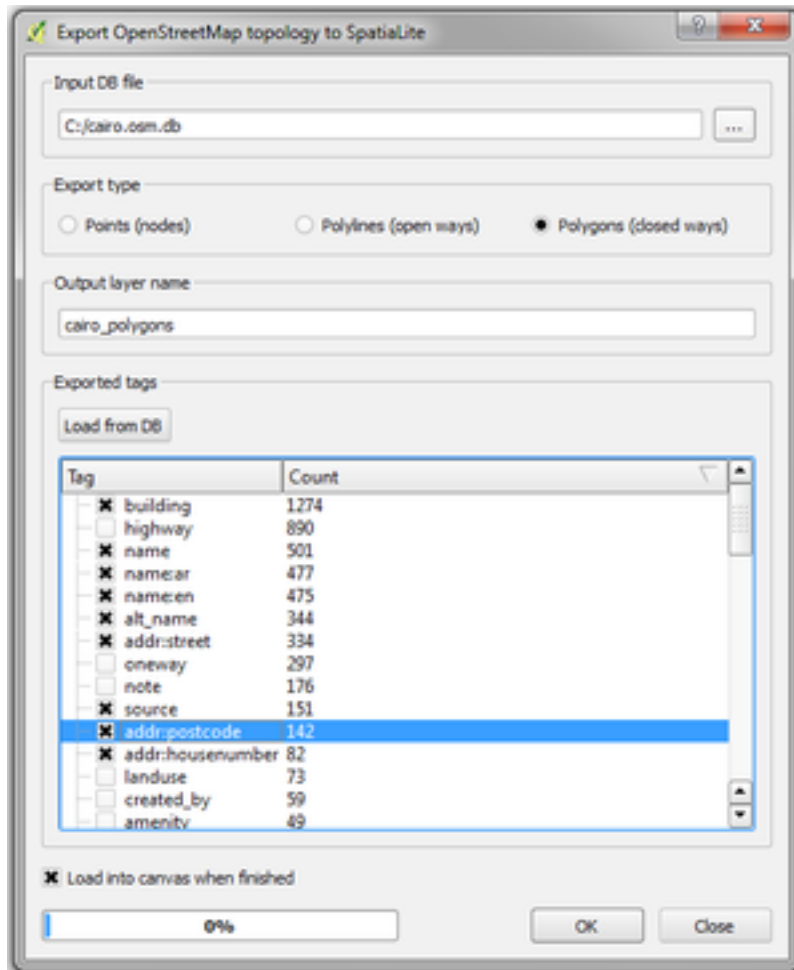 Export OpenStreetMap topology to SpatiaLite
Input DB file
C:/cairo.osm.db
...
Export type
Points (nodes) Polylines (open ways) Polygons (closed ways)
Output layer name
cairo_polygons
Exported tags
Load from DB
Tag Count
building 1274
highway 890
name 501
name:ar 477
name:en 475
alt_name 344
addr:street 334
oneway 297
note 176
source 151
addr:postcode 142
addr:housenumber 82
landuse 73
created_by 59
amenity 49
Load into canvas when finished
0% OK Close